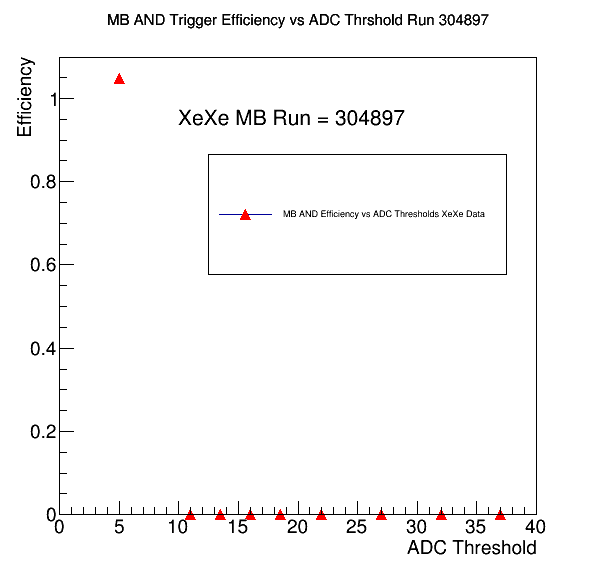 MB AND Trigger Efficiency vs ADC Thrshold Run 304897
Efficiency
1
0.8
0.6
0.4
0.2
0
XeXe MB Run = 304897
MB AND Efficiency vs ADC Thresholds XeXe Data
0 5 10 15 20 25 30 35 40
ADC Threshold